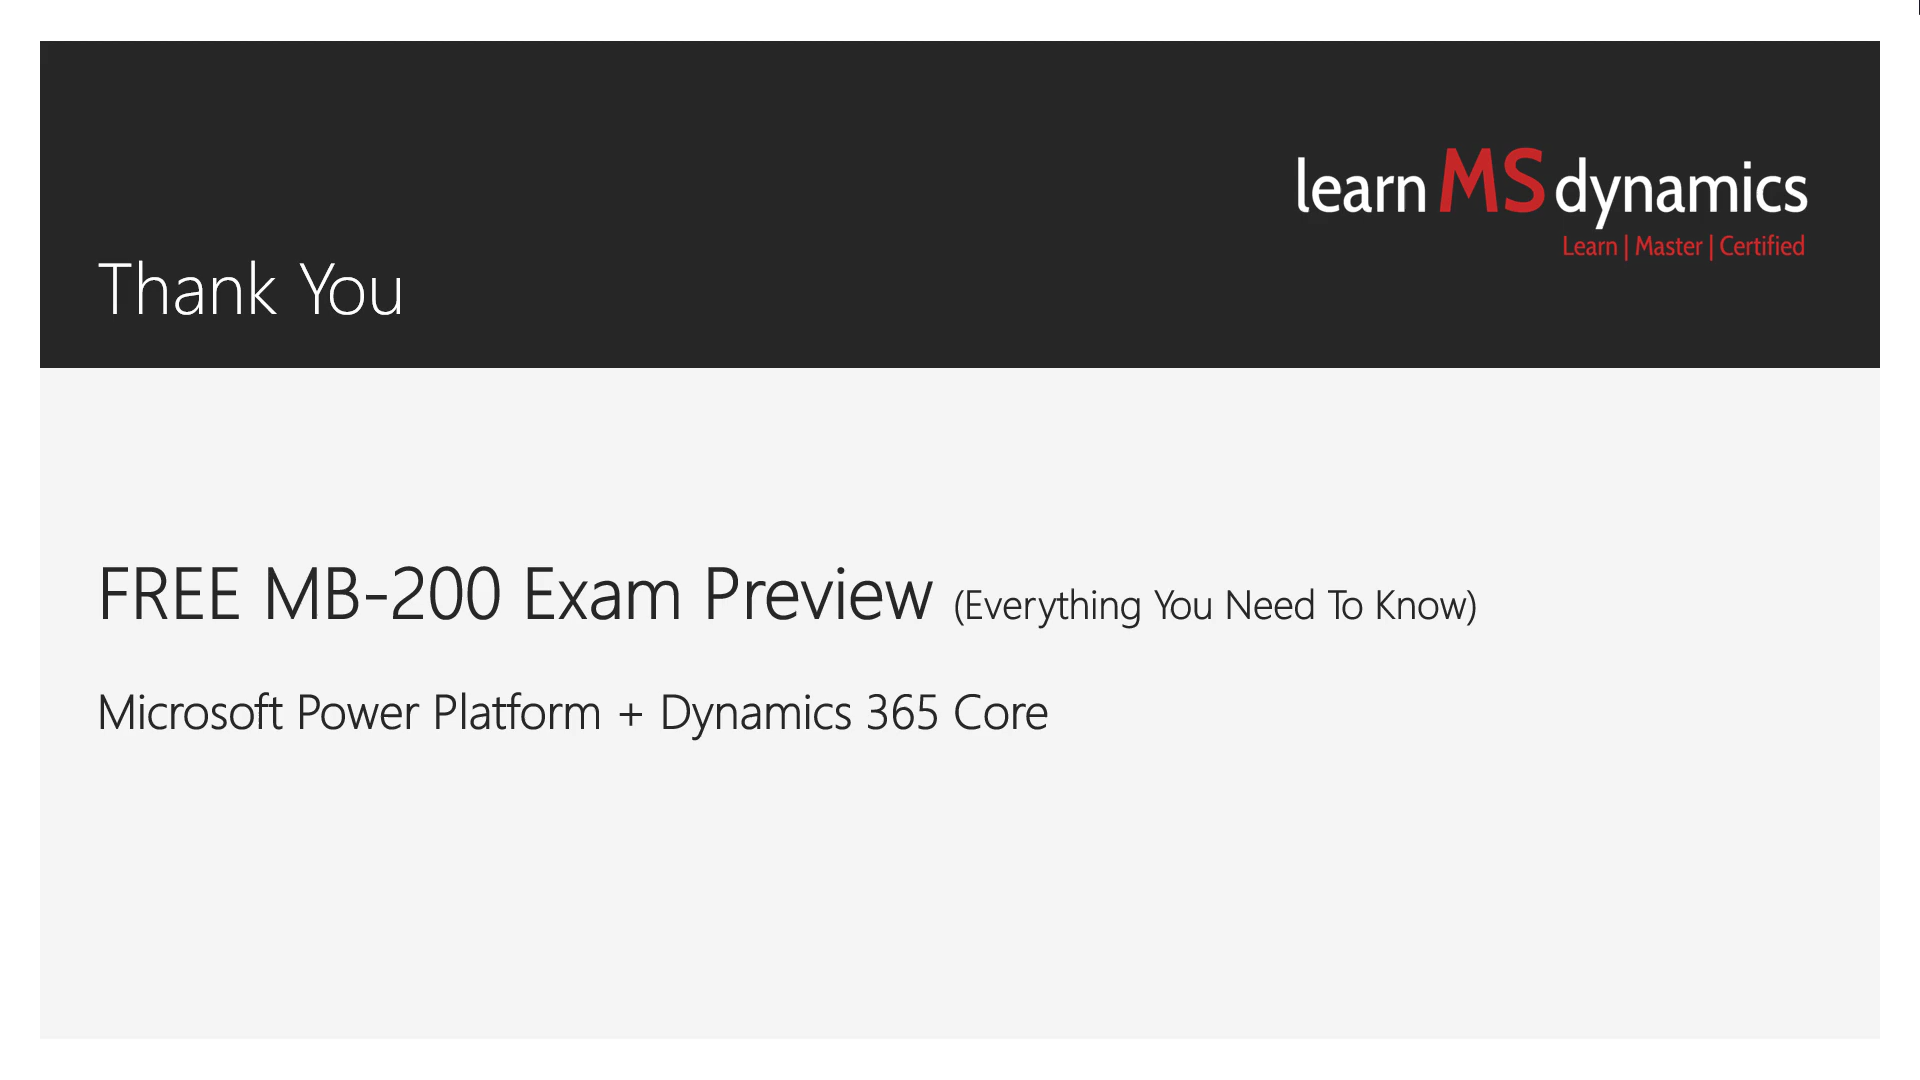 learn MS dynamics
Learn | Master | Certified
Thank You
FREE MB-200 Exam Preview (Everything You Need To Know)
Microsoft Power Platform + Dynamics 365 Core